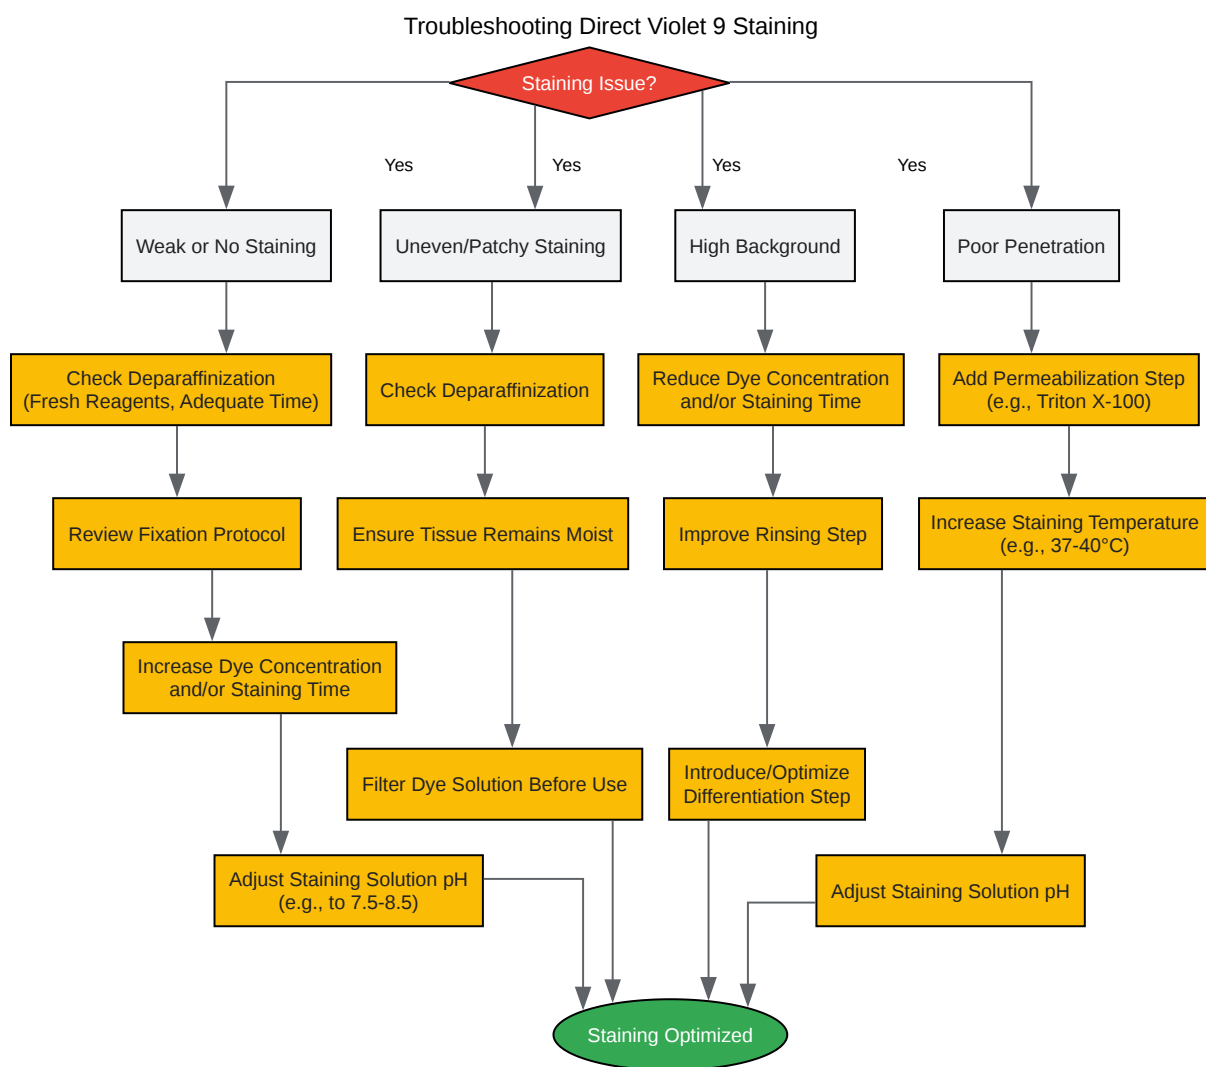 Troubleshooting Direct Violet 9 Staining
Staining Issue?
Yes
Yes
Yes
Yes
Weak or No Staining
Uneven/Patchy Staining
High Background
Poor Penetration
Check Deparaffinization
(Fresh Reagents, Adequate Time)
Check Deparaffinization
Reduce Dye Concentration
and/or Staining Time
Add Permeabilization Step
(e.g., Triton X-100)
Review Fixation Protocol
Ensure Tissue Remains Moist
Improve Rinsing Step
Increase Staining Temperature
(e.g., 37-40°C)
Increase Dye Concentration
and/or Staining Time
Filter Dye Solution Before Use
Introduce/Optimize
Differentiation Step
Adjust Staining Solution pH
(e.g., to 7.5-8.5)
Adjust Staining Solution pH
Staining Optimized